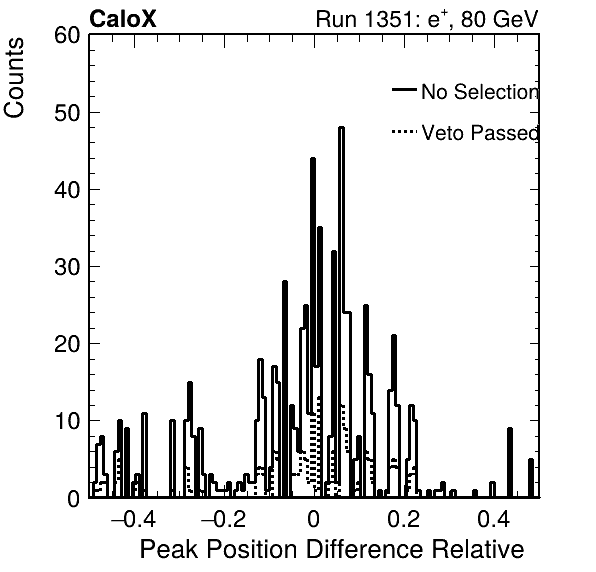 CaloX Run 1351: e⁺, 80 GeV
Counts
60
50
40
30
20
10
0
No Selection
Veto Passed
−0.4 −0.2 0 0.2 0.4
Peak Position Difference Relative